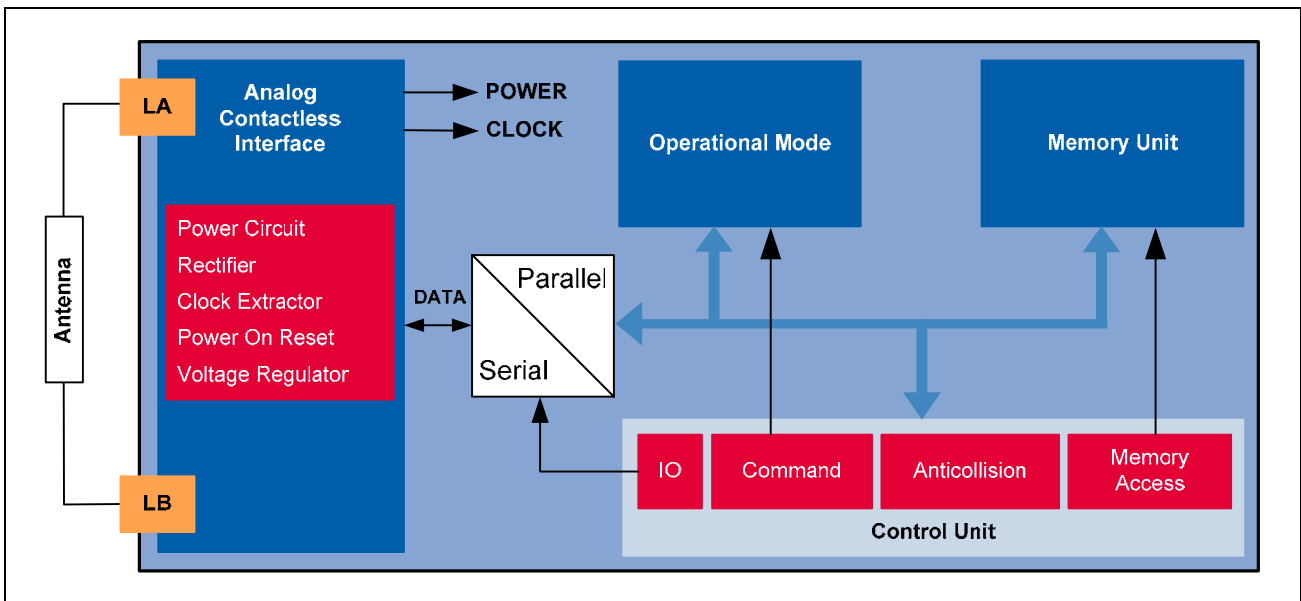 LA
Analog
Contactless
Interface
POWER
CLOCK
Operational Mode
Memory Unit
Power Circuit
Rectifier
Clock Extractor
Power On Reset
Voltage Regulator
Antenna
DATA
Parallel
Serial
LB
IO
Command
Anticollision
Memory
Access
Control Unit